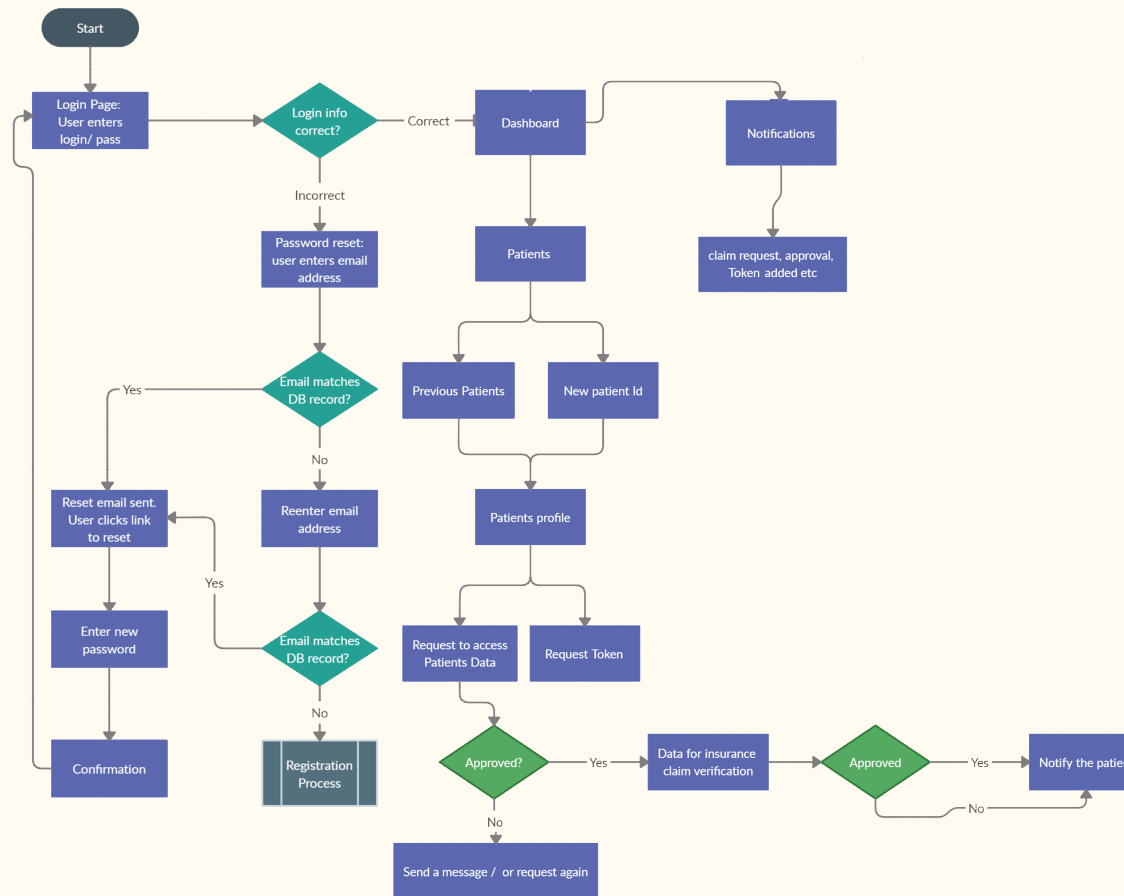 Start
Login Page:
User enters
login/ pass
Login info
correct?
Correct
Dashboard
Notifications
Incorrect
Password reset:
user enters email
address
Patients
claim request, approval,
Token added etc
Email matches
DB record?
Yes
Previous Patients
New patient Id
No
Reset email sent.
User clicks link
to reset
Reenter email
address
Patients profile
Yes
Enter new
password
Email matches
DB record?
Request to access
Patients Data
Request Token
No
Confirmation
Registration
Process
Approved?
Yes
Data for insurance
claim verification
Approved
Yes
Notify the
No
No
Send a message / or request again